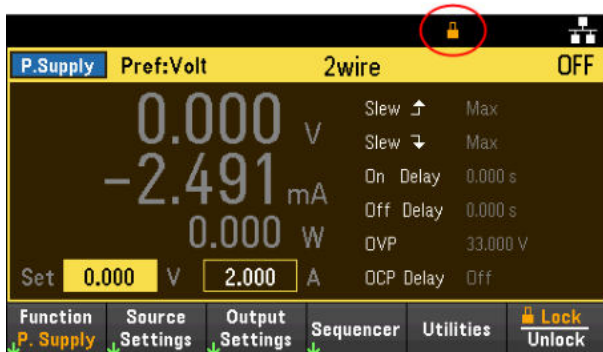 P.Supply Pref:Volt 2wire OFF
0.000 V
-2.491 mA
0.000 W
Set 0.000 V 2.000 A
Slew Max
Slew Max
On Delay 0.000 s
Off Delay 0.000 s
OVP 33.000 V
OCP Delay Off
Function
P. Supply
Source
Settings
Output
Settings
Sequencer
Utilities
Lock
Unlock